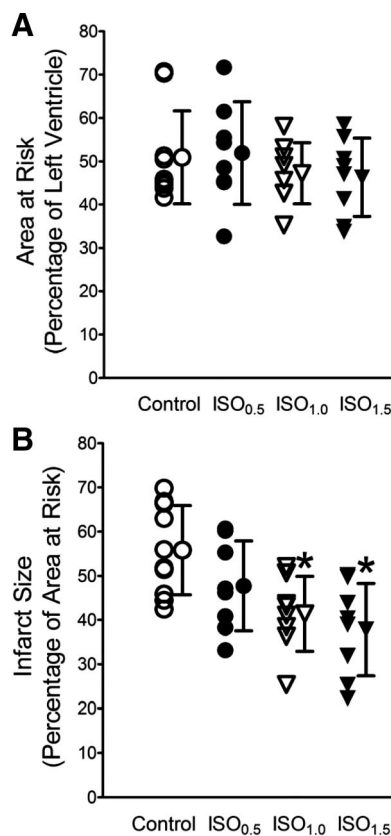 A
Area at Risk
(Percentage of Left Ventricle)
80
70
60
50
40
30
20
10
0
Control ISO0.5 ISO1.0 ISO1.5
B
Infarct Size
(Percentage of Area at Risk)
80
70
60
50
40
30
20
10
0
* *
Control ISO0.5 ISO1.0 ISO1.5